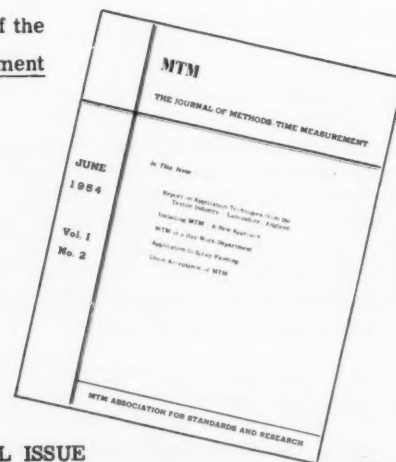 f the
ment
MTM
THE JOURNAL OF METHODS-TIME MEASUREMENT
JUNE
1954
Vol. I
No. 2
In This Issue
Report on Application Techniques from the
Textile Industry - Lancashire, England
Installing MTM - A New Approach
MTM in a Hat Work Department
Application to Spray Painting
Union Acceptance of MTM
MTM ASSOCIATION FOR STANDARDS AND RESEARCH
L ISSUE